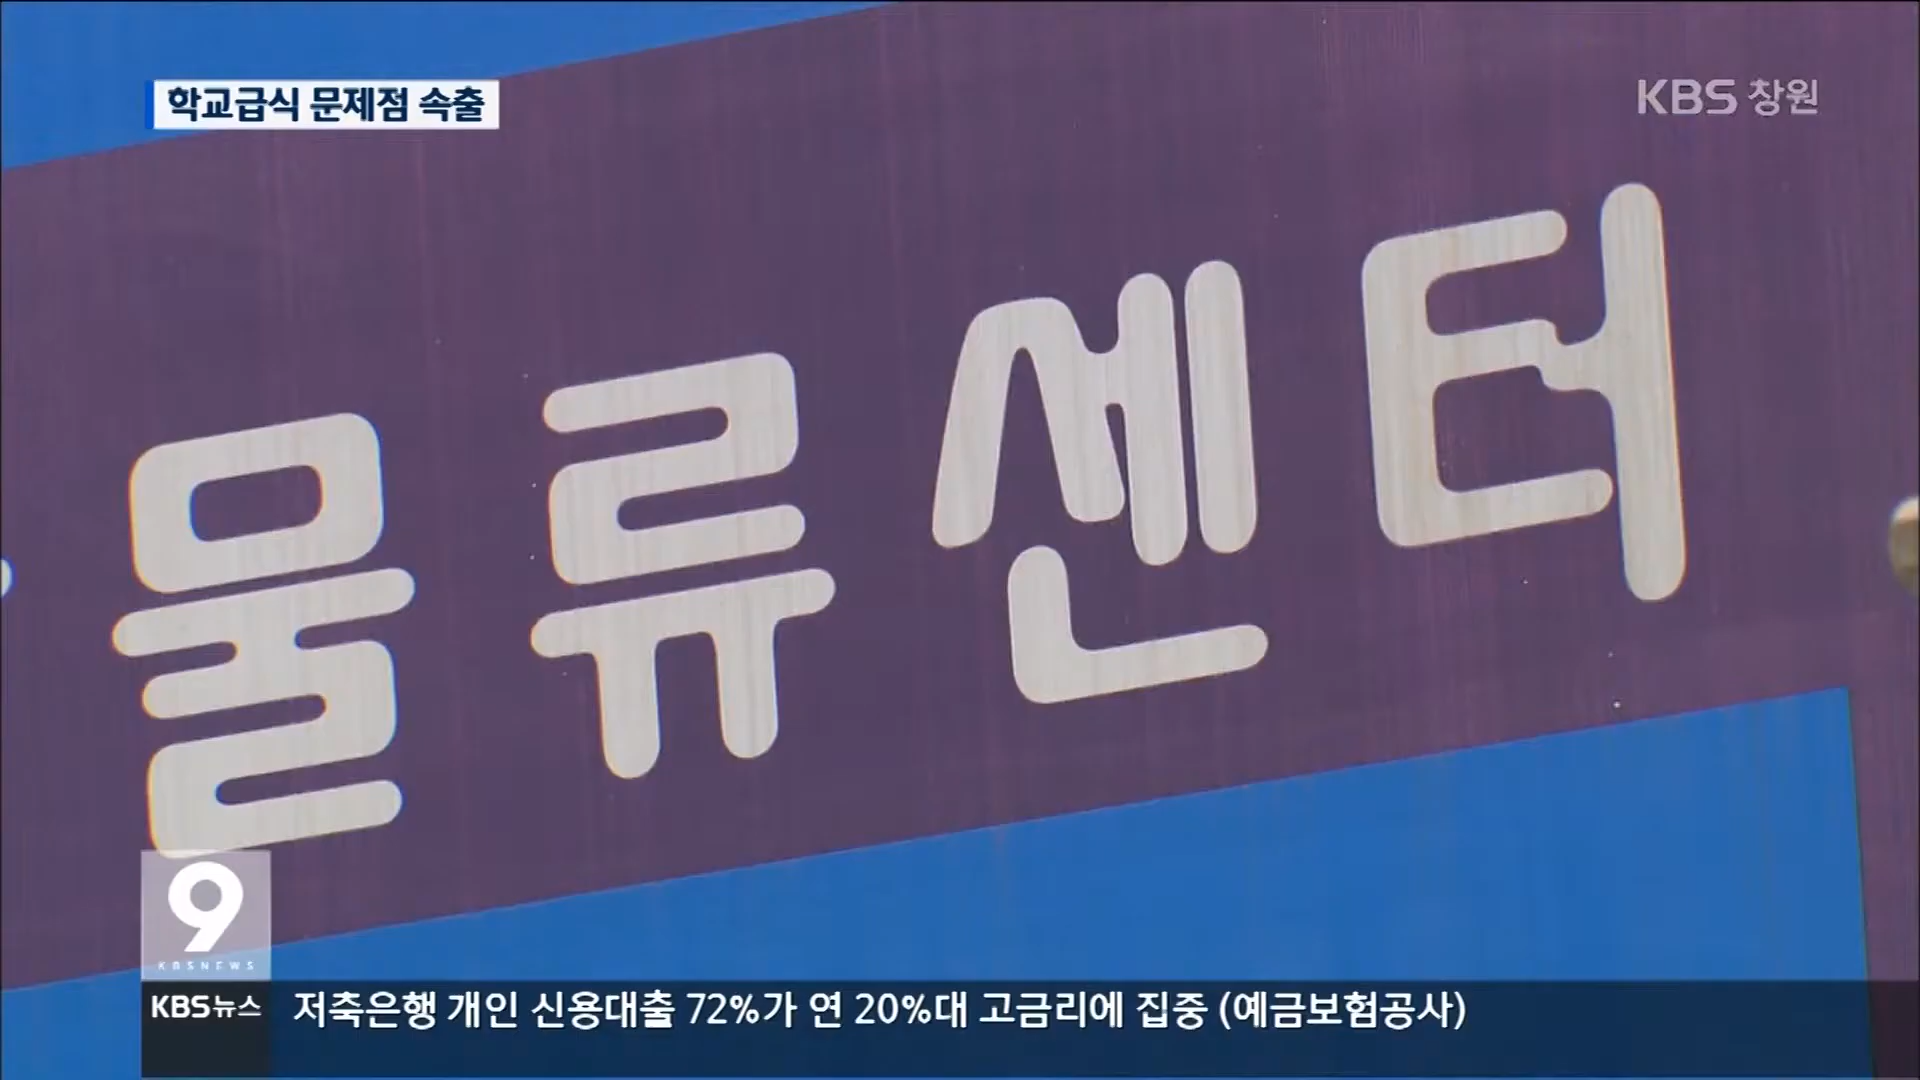 학교급식 문제점 속출
KBS 창원
물류센터
9
KBS NEWS
KBS뉴스
저축은행 개인 신용대출 72%가 연 20%대 고금리에 집중 (예금보험공사)